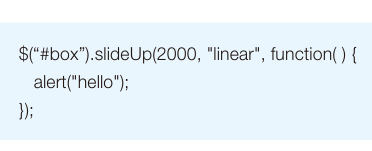 $(“#box”).slideUp(2000, "linear", function( ) {
alert("hello");
});